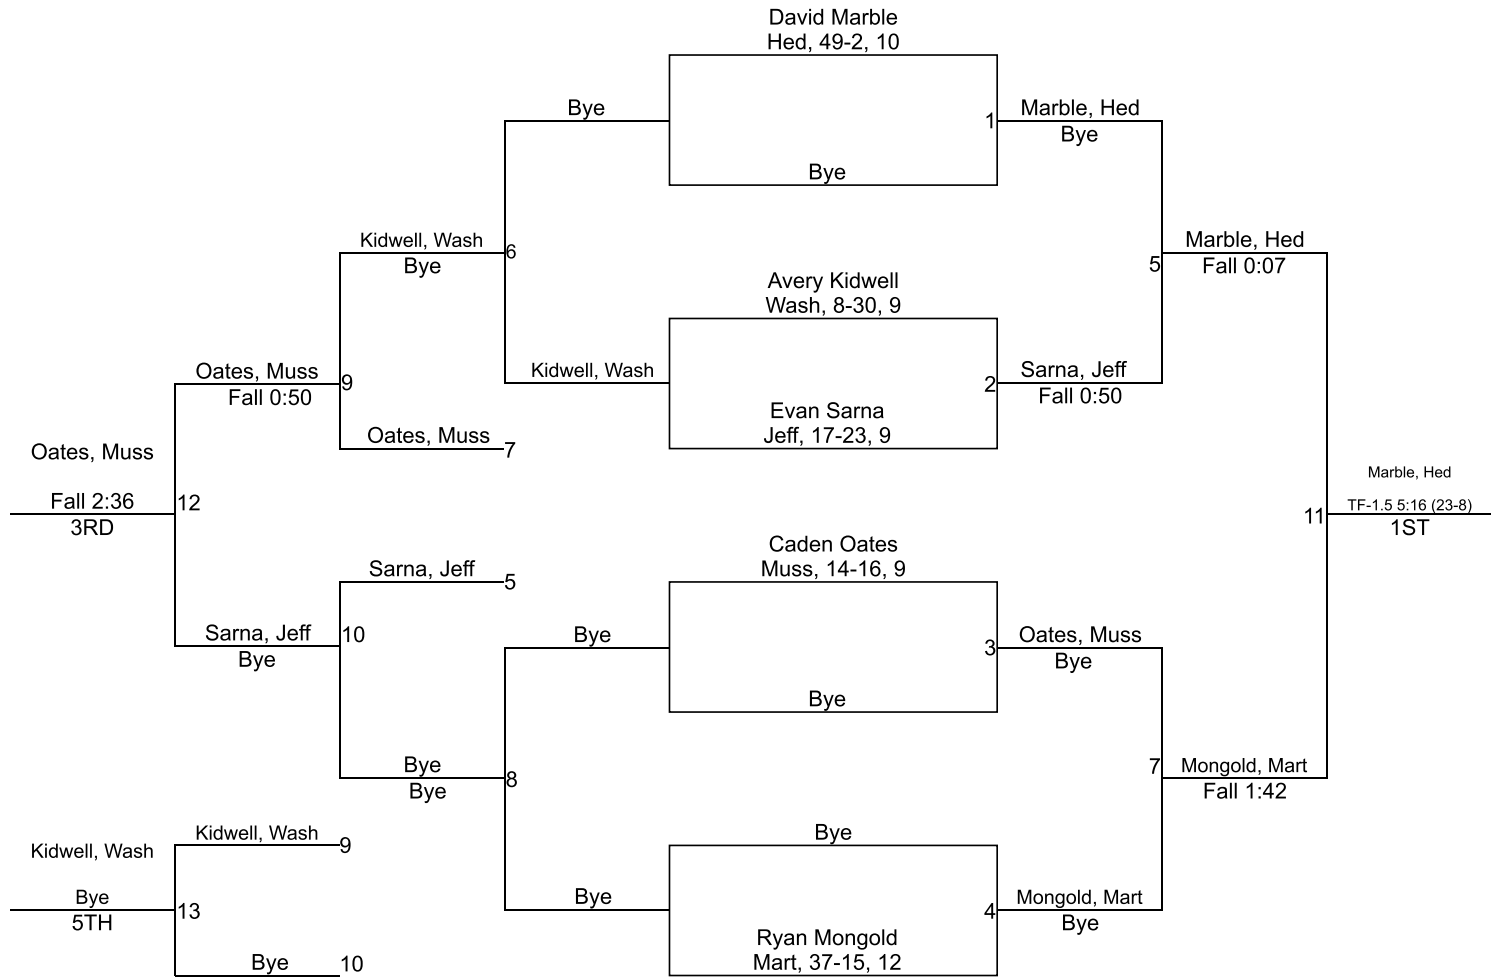 David Marble
Hed, 49-2, 10
Bye
1
Marble, Hed
Bye
Bye
Kidwell, Wash
Bye
6
Marble, Hed
Fall 0:07
5
Avery Kidwell
Wash, 8-30, 9
Kidwell, Wash
2
Sarna, Jeff
Fall 0:50
Oates, Muss
Fall 0:50
9
Evan Sarna
Jeff, 17-23, 9
Oates, Muss
7
Oates, Muss
Fall 2:36
3RD
12
Marble, Hed
TF-1.5 5:16 (23-8)
1ST
11
Caden Oates
Muss, 14-16, 9
Sarna, Jeff
5
Sarna, Jeff
Bye
10
Bye
3
Oates, Muss
Bye
Bye
Bye
Bye
8
7
Mongold, Mart
Fall 1:42
Bye
Kidwell, Wash
9
Kidwell, Wash
Bye
5TH
13
Bye
4
Mongold, Mart
Bye
Ryan Mongold
Mart, 37-15, 12
Bye
10